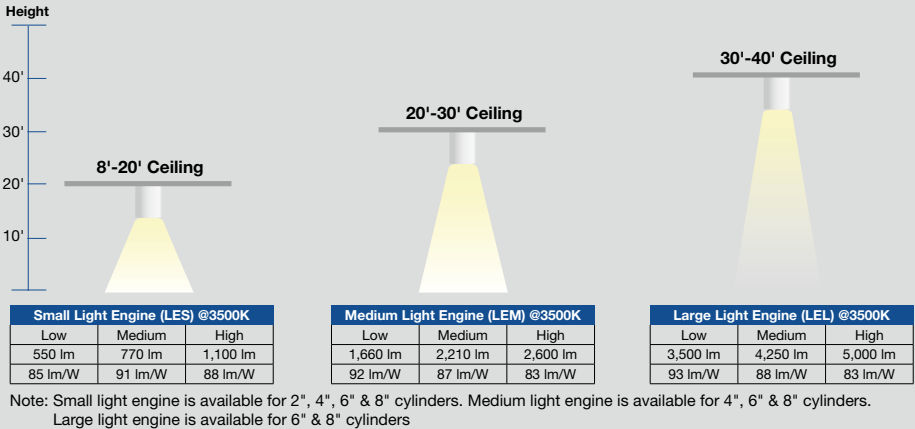 Height
40'
30'
20'
10'
8'-20' Ceiling
20'-30' Ceiling
30'-40' Ceiling
Small Light Engine (LES) @3500K
Low Medium High
550 lm 770 lm 1,100 lm
85 lm/W 91 lm/W 88 lm/W
Medium Light Engine (LEM) @3500K
Low Medium High
1,660 lm 2,210 lm 2,600 lm
92 lm/W 87 lm/W 83 lm/W
Large Light Engine (LEL) @3500K
Low Medium High
3,500 lm 4,250 lm 5,000 lm
93 lm/W 88 lm/W 83 lm/W
Note: Small light engine is available for 2", 4", 6" & 8" cylinders. Medium light engine is available for 4", 6" & 8" cylinders.
Large light engine is available for 6" & 8" cylinders